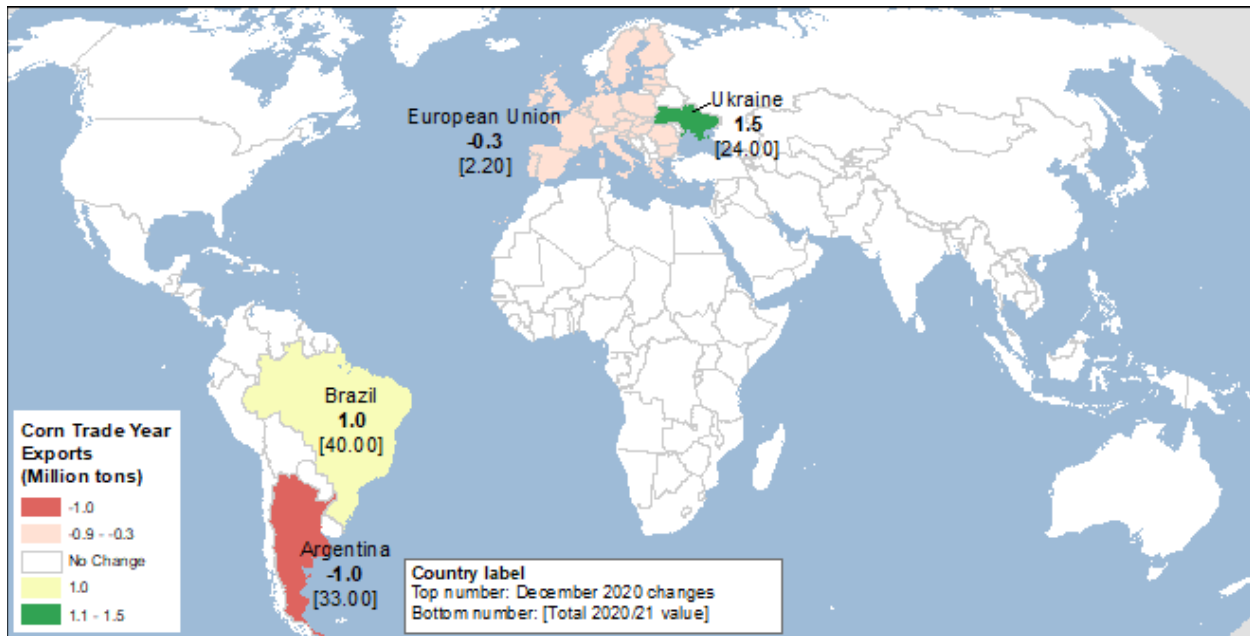 European Union
-0.3
[2.20]
Ukraine
1.5
[24.00]
Brazil
1.0
[40.00]
Argentina
-1.0
[33.00]
Corn Trade Year
Exports
(Million tons)
-1.0
-0.9 - -0.3
No Change
1.0
1.1 - 1.5
Country label
Top number: December 2020 changes
Bottom number: [Total 2020/21 value]